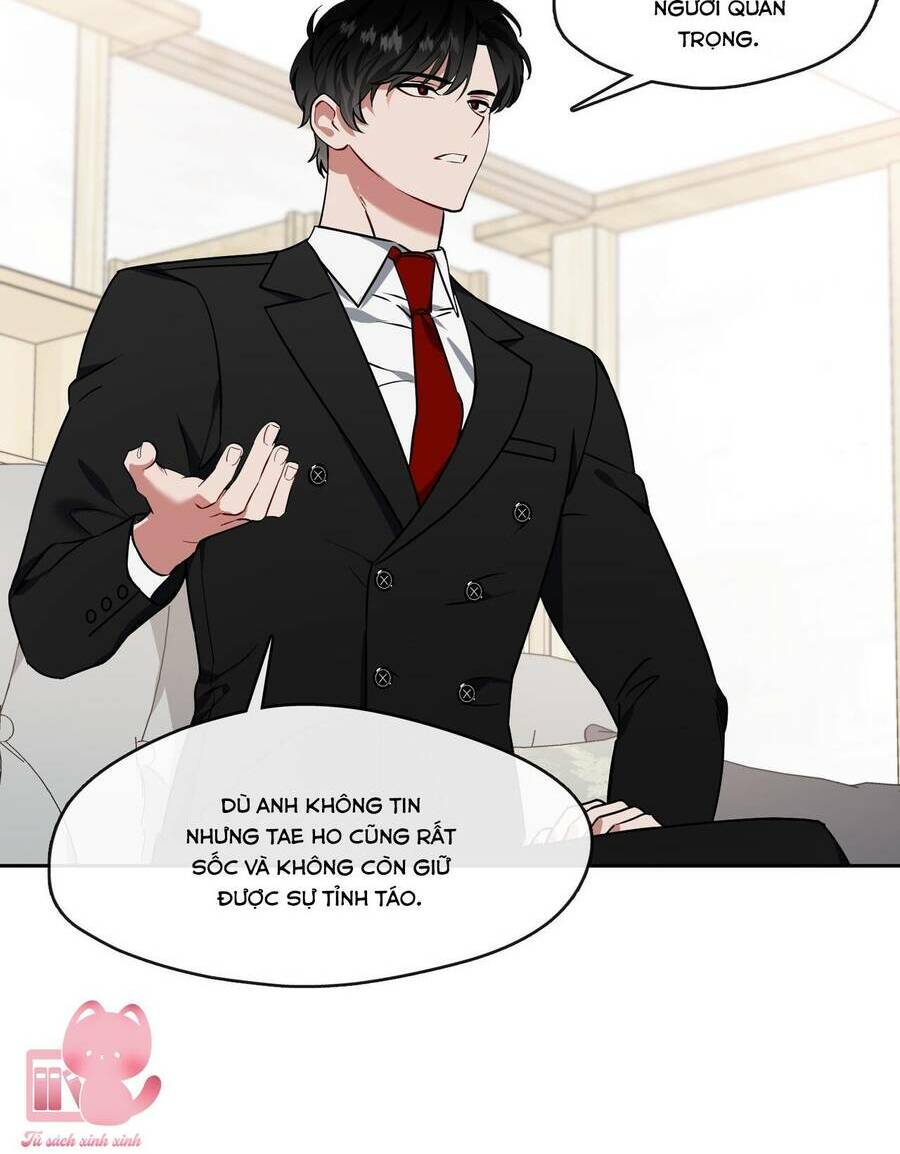 NGƯỜI QUAN
TRỌNG.
DÙ ANH KHÔNG TIN
NHƯNG TAE HO CŨNG RẤT
SỐC VÀ KHÔNG CÒN GIỮ
ĐƯỢC SỰ TỈNH TÁO.
Tủ sách xinh xinh